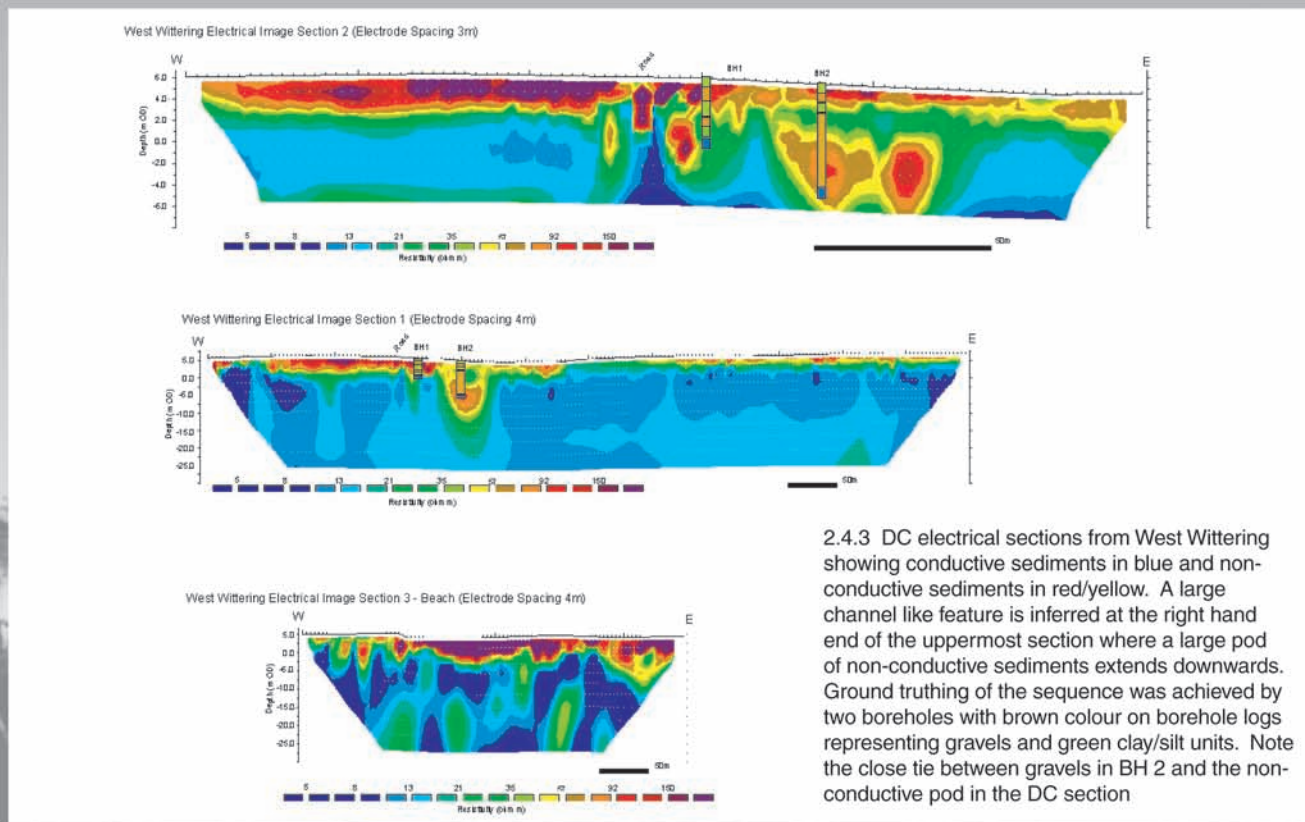 West Wittering Electrical Image Section 2 (Electrode Spacing 3m)
W
Road
BH1
BH2
E
6.0
4.0
2.0
0.0
-2.0
-4.0
-6.0
Depth (m OD)
5 8 13 21 35 92 150
Resistivity (ohm m)
50m
West Wittering Electrical Image Section 1 (Electrode Spacing 4m)
W
Road
BH1
BH2
E
5.0
0.0
-5.0
-10.0
-15.0
-20.0
-25.0
Depth (m OD)
5 8 13 21 35 92 150
Resistivity (ohm m)
50m
West Wittering Electrical Image Section 3 - Beach (Electrode Spacing 4m)
W
E
5.0
0.0
-5.0
-10.0
-15.0
-20.0
-25.0
Depth (m OD)
5 8 13 21 35 92 150
Resistivity (ohm m)
50m
2.4.3 DC electrical sections from West Wittering
showing conductive sediments in blue and non-
conductive sediments in red/yellow. A large
channel like feature is inferred at the right hand
end of the uppermost section where a large pod
of non-conductive sediments extends downwards.
Ground truthing of the sequence was achieved by
two boreholes with brown colour on borehole logs
representing gravels and green clay/silt units. Note
the close tie between gravels in BH 2 and the non-
conductive pod in the DC section